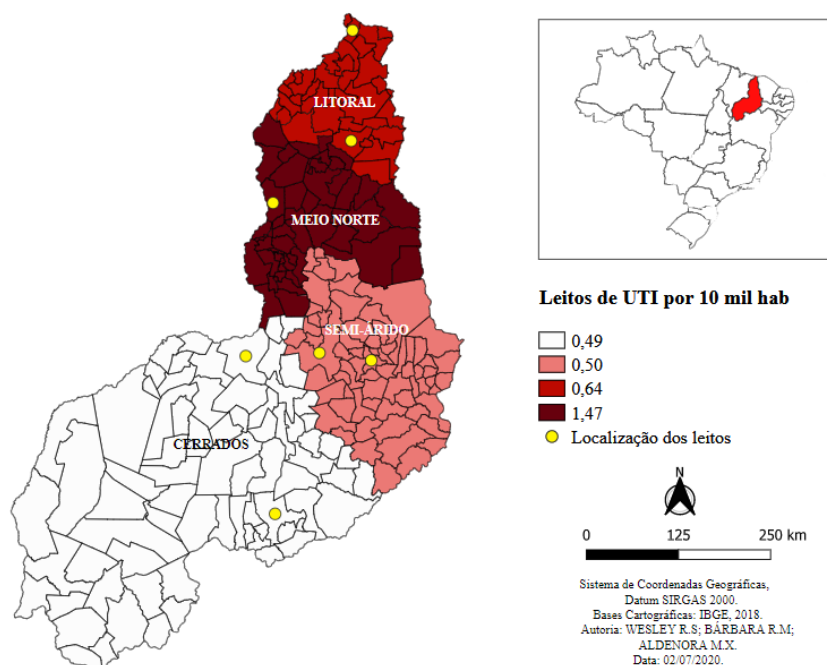 LITORAL
MEIO NORTE
SEMI-ÁRIDO
CERRADOS
Leitos de UTI por 10 mil hab
0,49
0,50
0,64
1,47
Localização dos leitos
N
0 125 250 km
Sistema de Coordenadas Geográficas,
Datum SIRGAS 2000.
Bases Cartográficas: IBGE, 2018.
Autoria: WESLEY R.S; BÁRBARA R.M;
ALDENORA M.X.
Data: 02/07/2020.